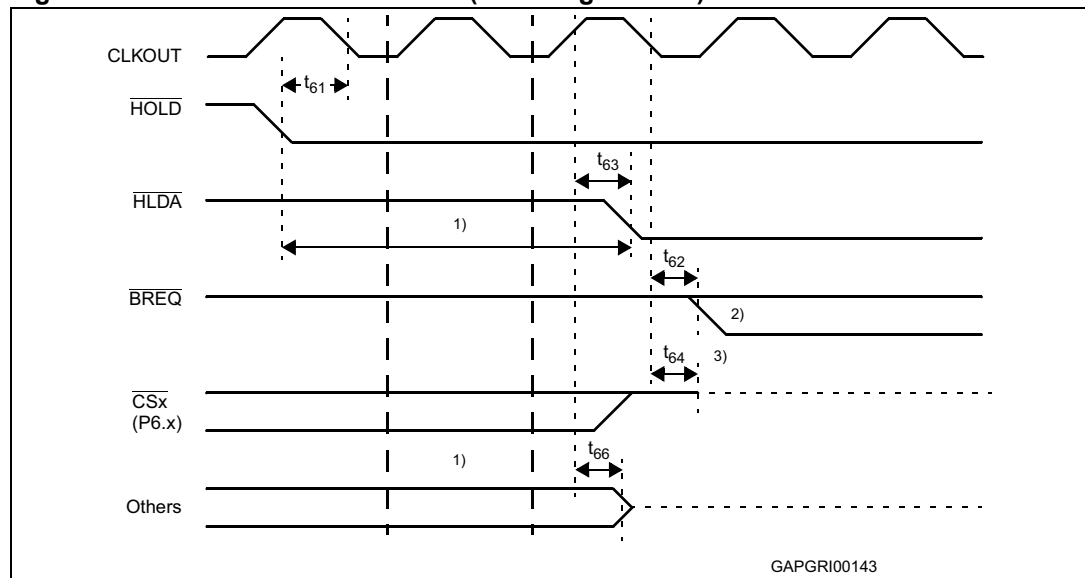 CLKOUT
t61
HOLD
t63
HLDA
1)
t62
BREQ
2)
t64
3)
CSx
(P6.x)
1)
t66
Others
GAPGRI00143